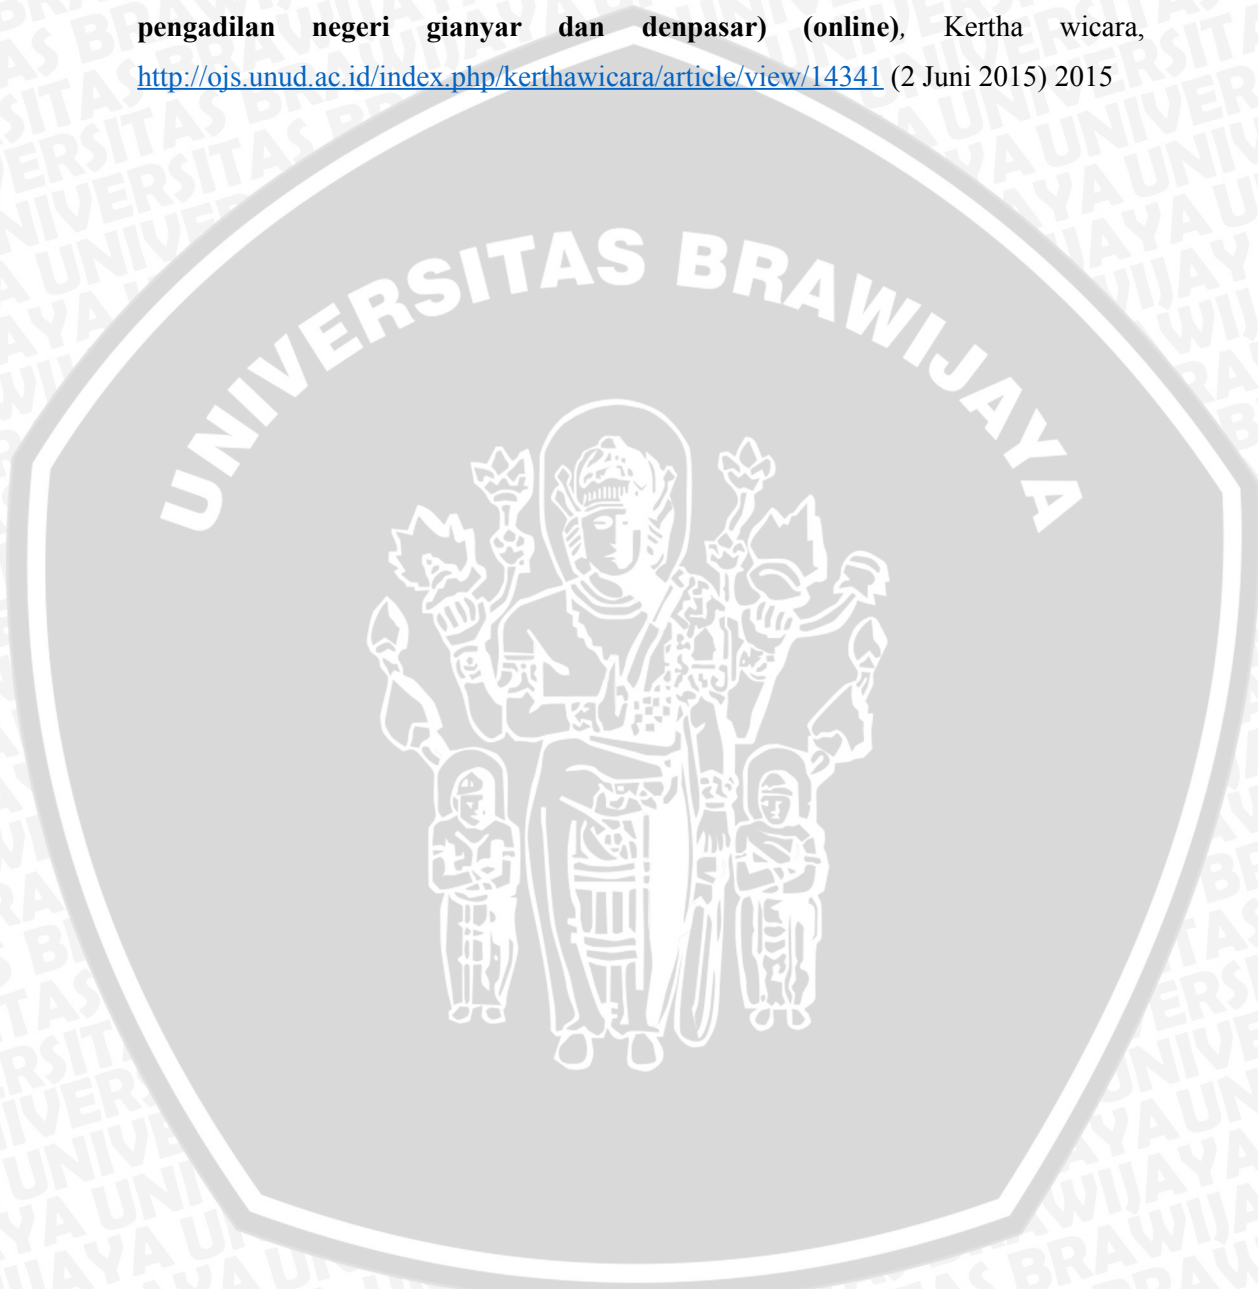 pengadilan negeri gianyar dan denpasar) (online), Kertha wicara,
http://ojs.unud.ac.id/index.php/kerthawicara/article/view/14341 (2 Juni 2015) 2015
UNIVERSITAS BRAWIJAYA